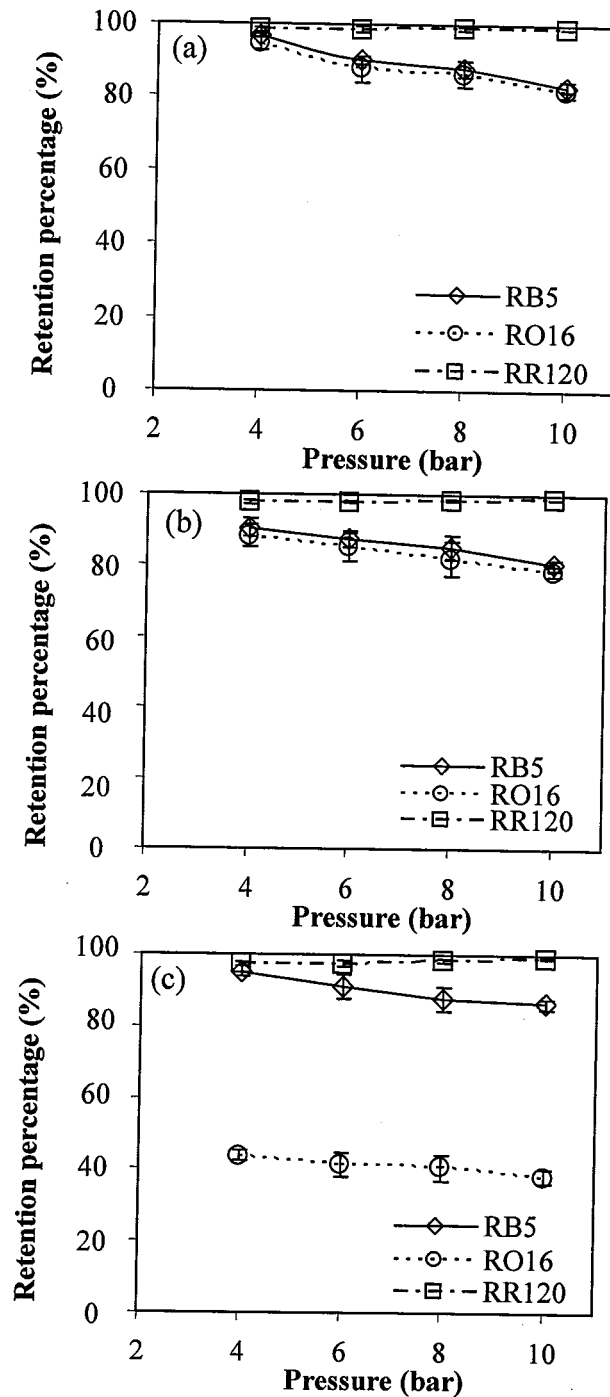 (a)
Retention percentage (%)
100
80
60
40
20
0
RB5
RO16
RR120
2 4 6 8 10
Pressure (bar)
(b)
Retention percentage (%)
100
80
60
40
20
0
RB5
RO16
RR120
2 4 6 8 10
Pressure (bar)
(c)
Retention percentage (%)
100
80
60
40
20
0
RB5
RO16
RR120
2 4 6 8 10
Pressure (bar)